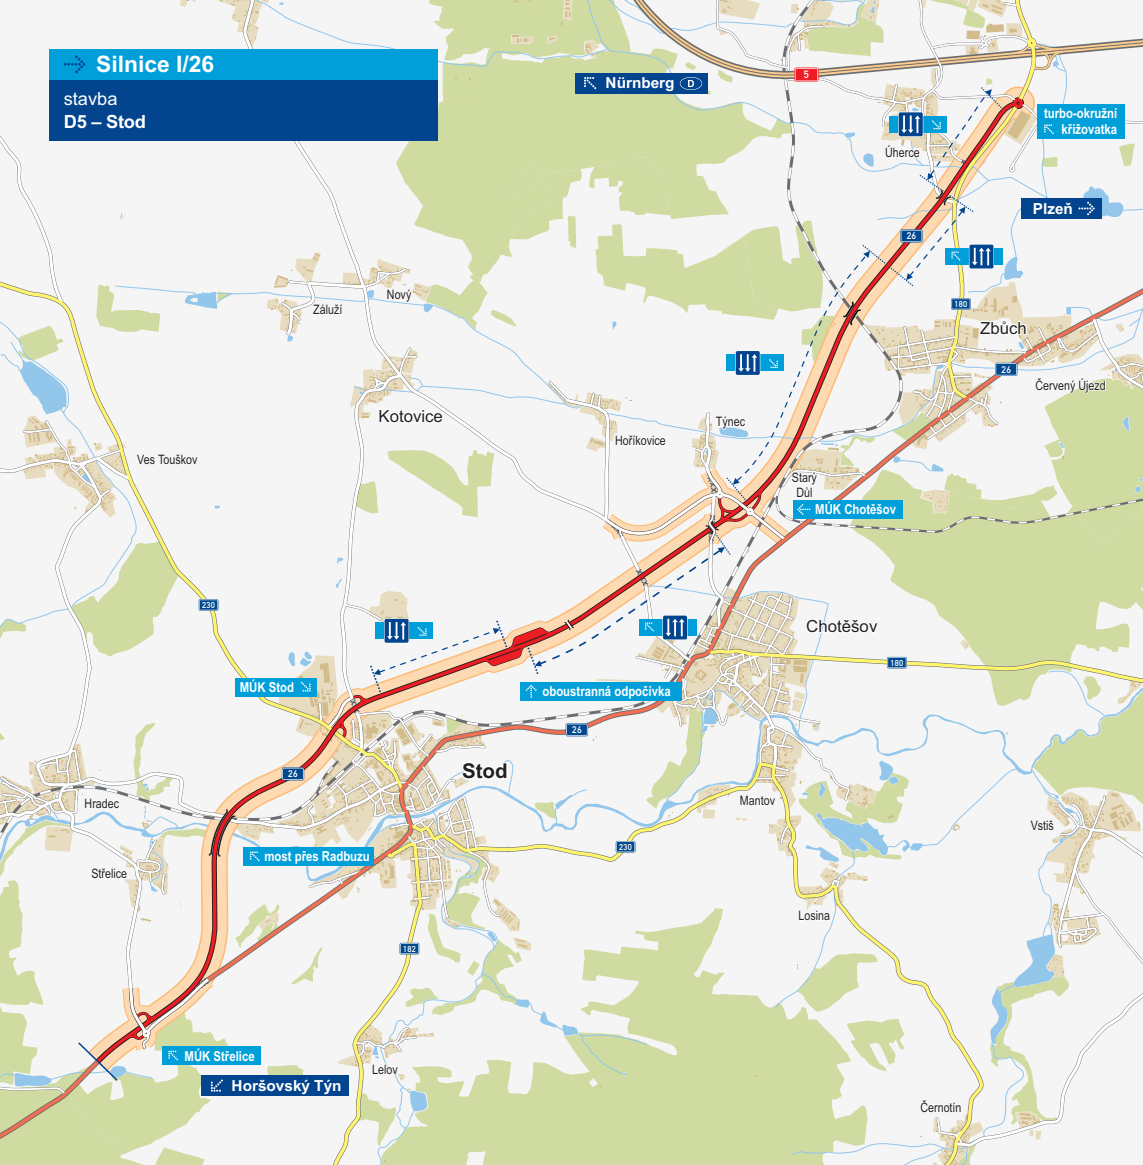 Silnice I/26
stavba
D5 – Stod
5
Nürnberg D
turbo-okružní
křižovatka
Úherce
Plzeň
26
180
Nový
Záluží
Zbůch
26
Červený Újezd
Kotovice
Týnec
Hoříkovice
Ves Touškov
Starý
Důl
MÚK Chotěšov
230
Chotěšov
180
MÚK Stod
oboustranná odpočívka
26
26
Stod
Hradec
Mantov
Vstiš
230
most přes Radbuzu
Střelice
Losina
182
MÚK Střelice
Lelov
Horšovský Týn
Černotín